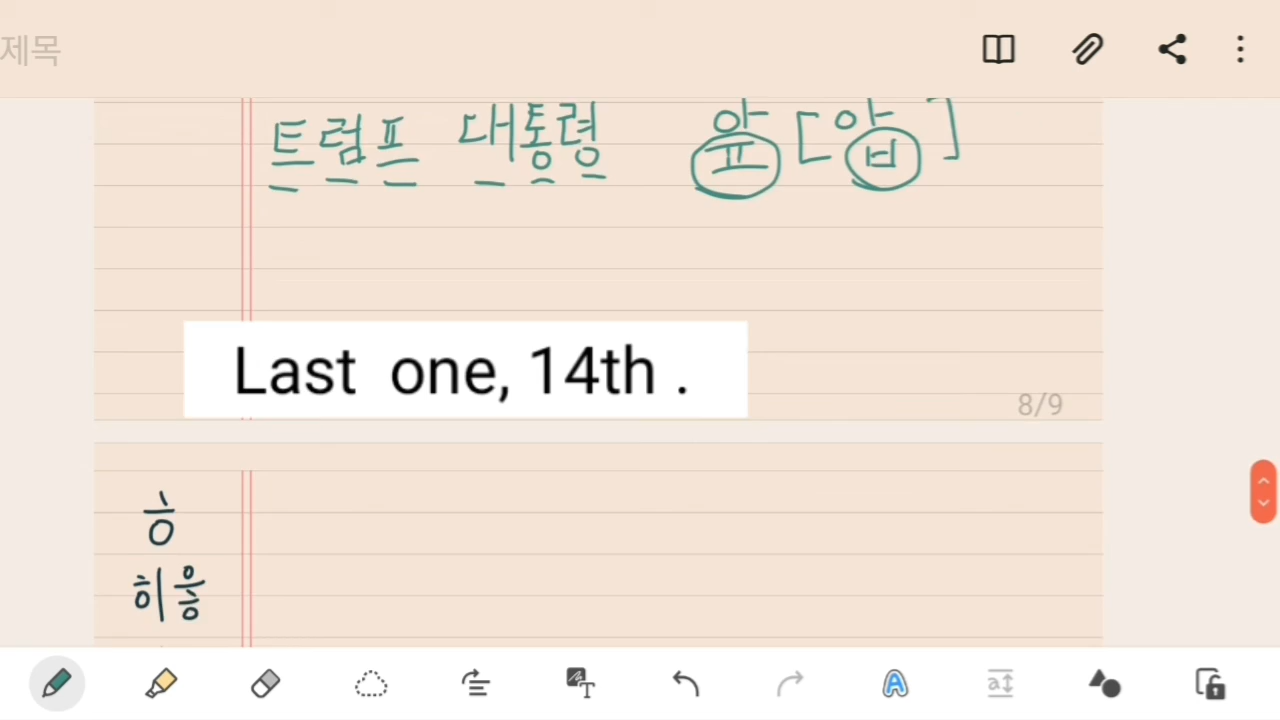 제목
트럼프 대통령 앞 [압]
Last one, 14th .
8/9
ㅎ
히읗